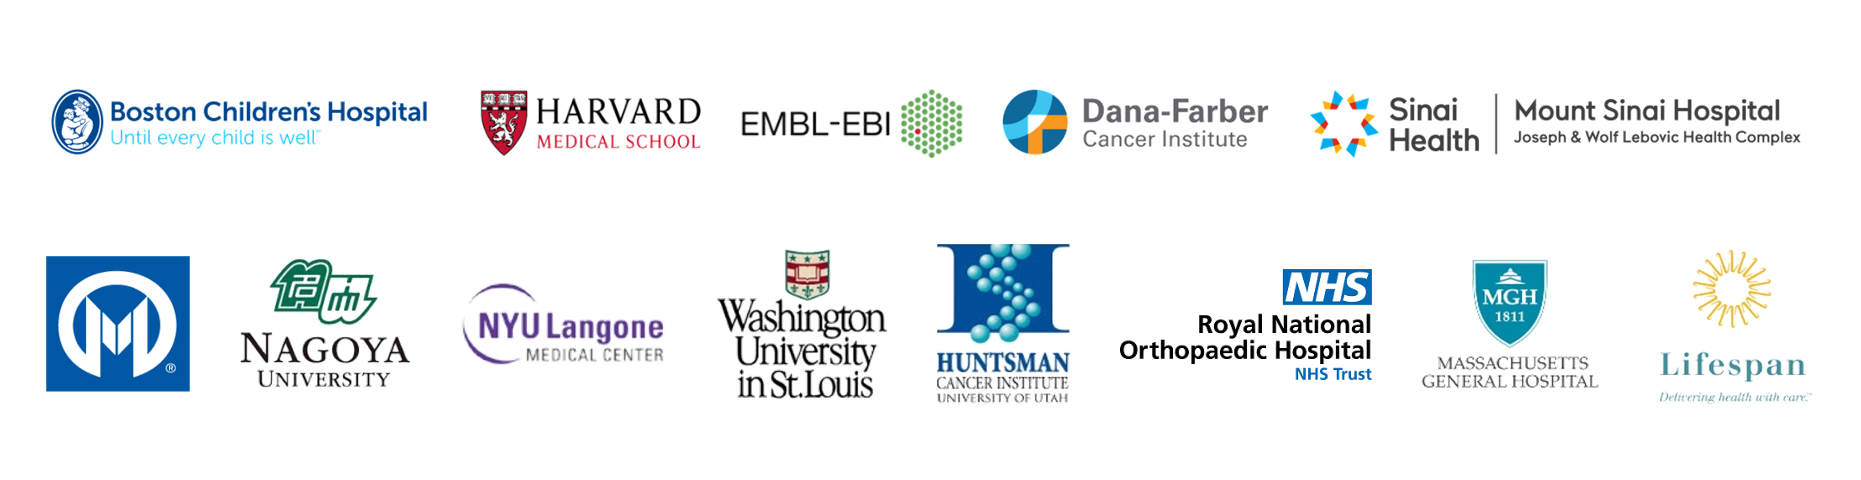 Boston Children's Hospital
Until every child is well™
HARVARD
MEDICAL SCHOOL
EMBL-EBI
Dana-Farber
Cancer Institute
Sinai
Health
Mount Sinai Hospital
Joseph & Wolf Lebovic Health Complex
M
®
NAGOYA
UNIVERSITY
NYU Langone
MEDICAL CENTER
Washington
University
in St. Louis
HUNTSMAN
CANCER INSTITUTE
UNIVERSITY OF UTAH
NHS
Royal National
Orthopaedic Hospital
NHS Trust
MGH
1811
MASSACHUSETTS
GENERAL HOSPITAL
Lifespan
Delivering health with care.™